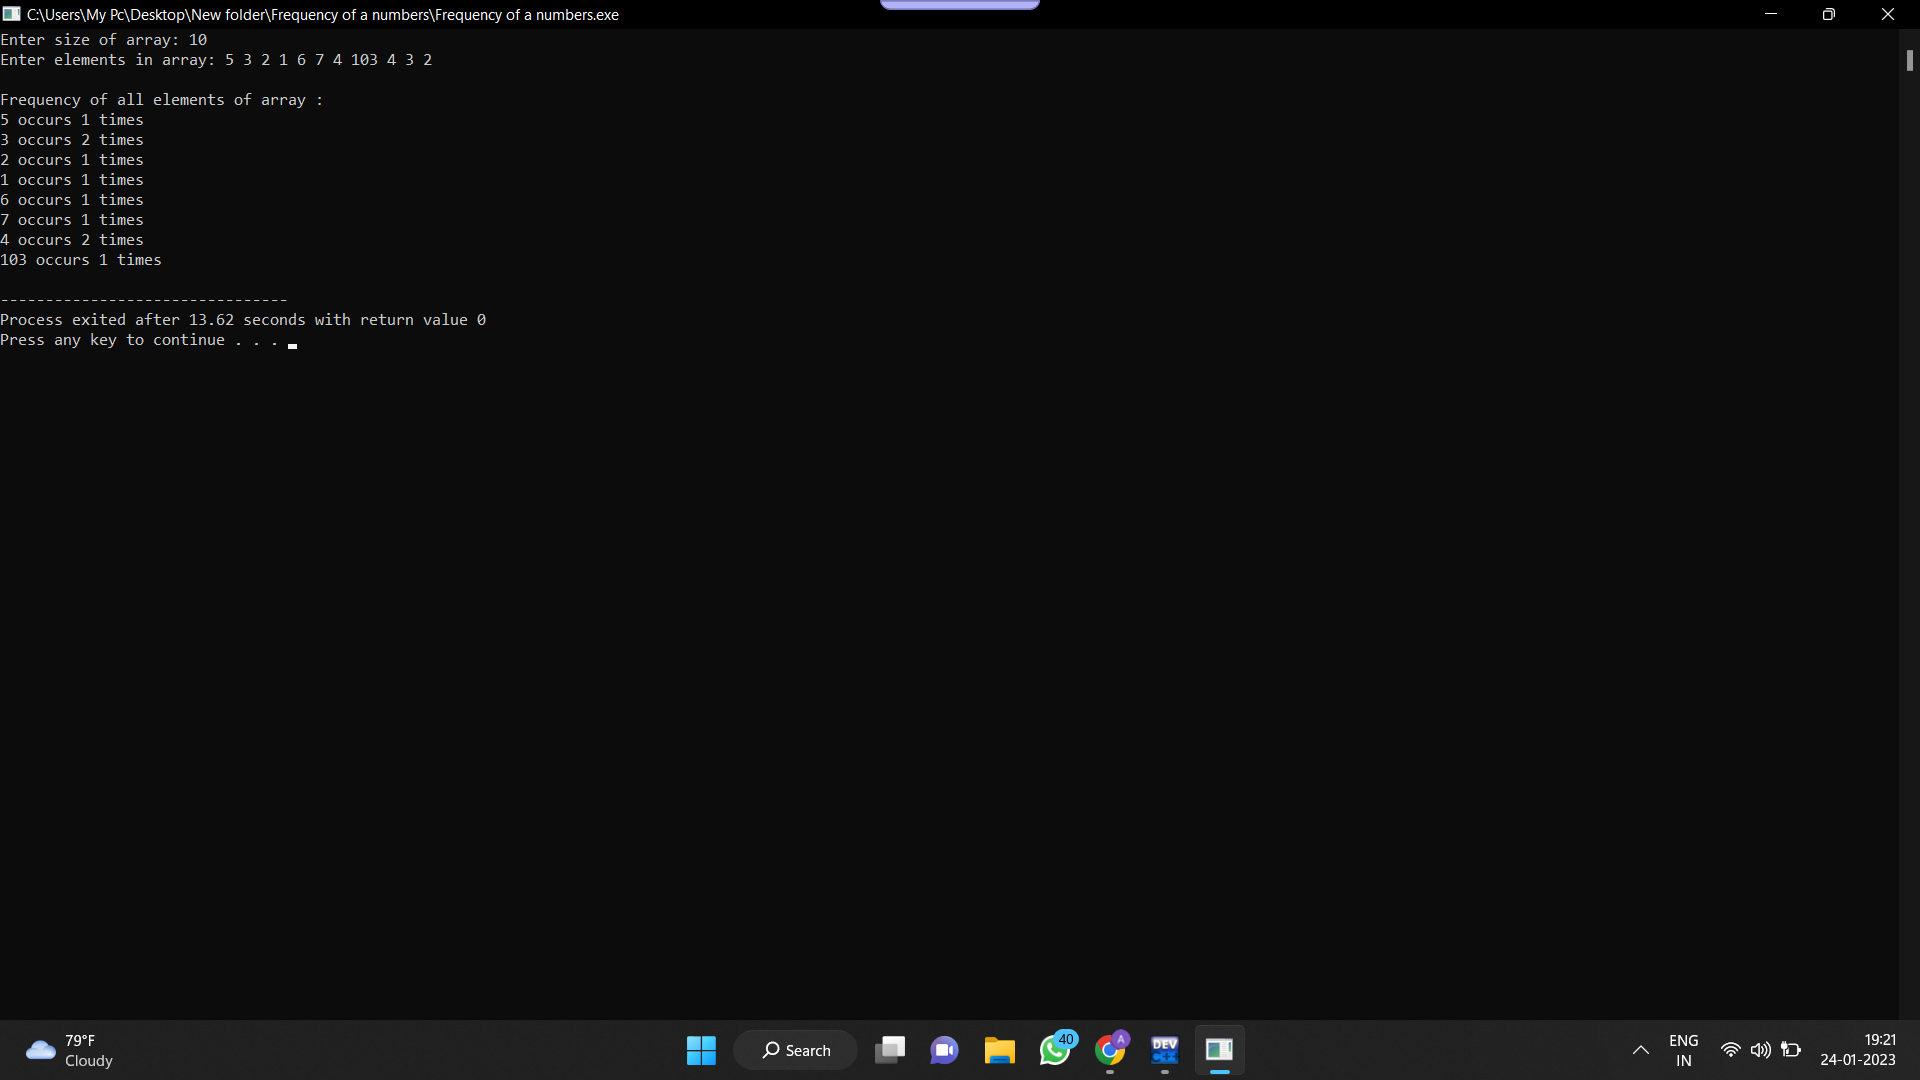 C:\Users\My Pc\Desktop\New folder\Frequency of a numbers\Frequency of a numbers.exe
Enter size of array: 10
Enter elements in array: 5 3 2 1 6 7 4 103 4 3 2
Frequency of all elements of array :
5 occurs 1 times
3 occurs 2 times
2 occurs 1 times
1 occurs 1 times
6 occurs 1 times
7 occurs 1 times
4 occurs 2 times
103 occurs 1 times
--------------------------------
Process exited after 13.62 seconds with return value 0
Press any key to continue . . .
79°F
Cloudy
Search
40
A
DEV
C++
ENG
IN
19:21
24-01-2023